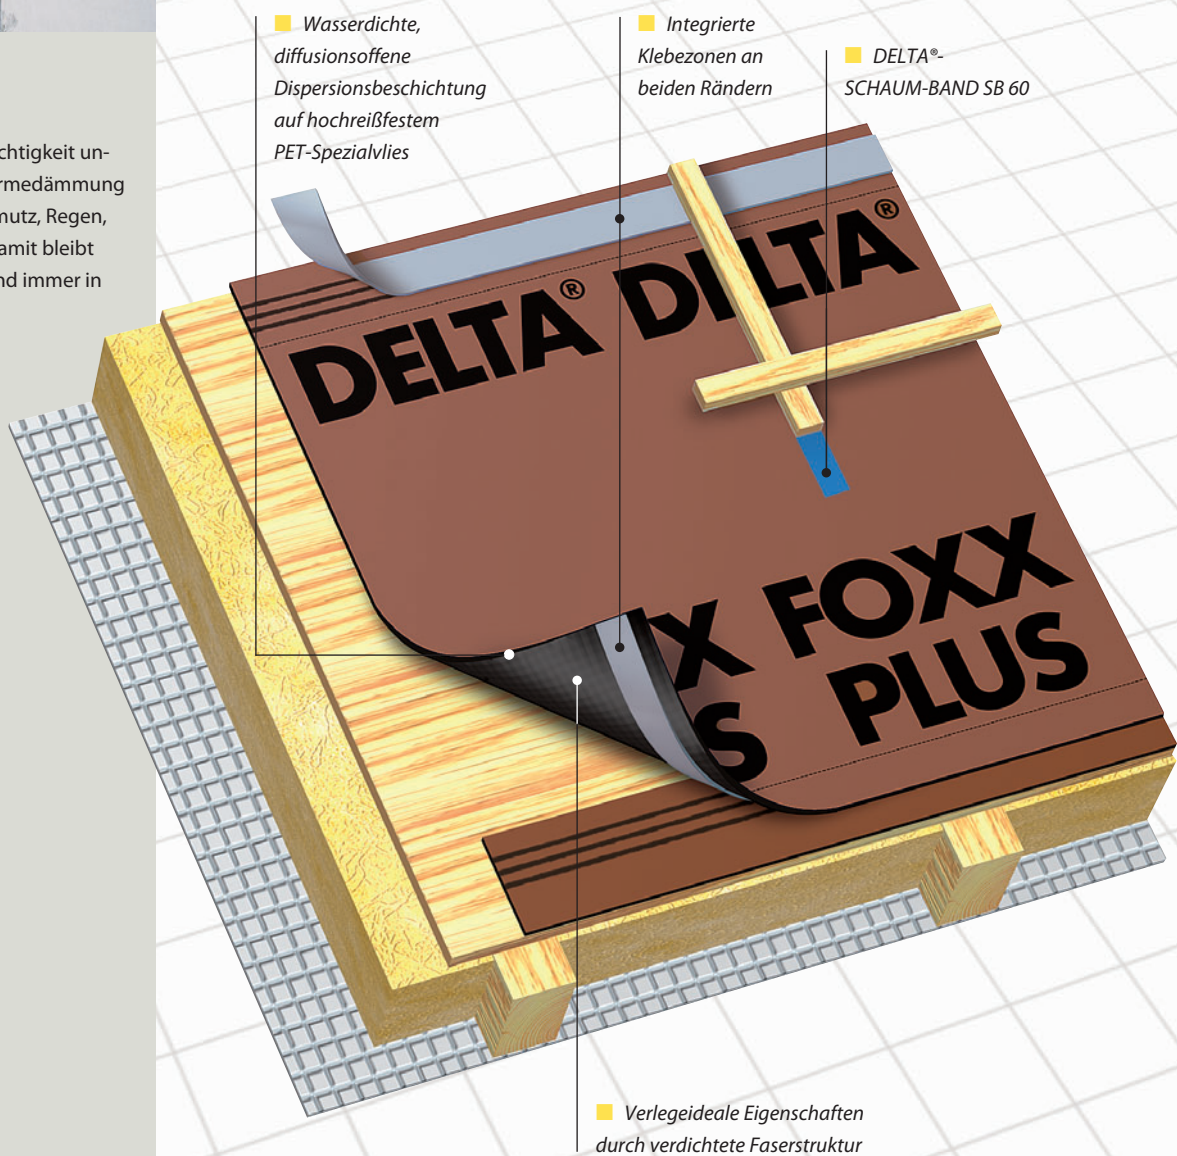 Wasserdichte,
diffusionsoffene
Dispersionsbeschichtung
auf hochreißfestem
PET-Spezialvlies
Integrierte
Klebezonen an
beiden Rändern
DELTA®-
SCHAUM-BAND SB 60
chtigkeit un-
rmedämmung
mutz, Regen,
amit bleibt
nd immer in
DELTA® DELTA®
X FOXX
S PLUS
Verlegeideale Eigenschaften
durch verdichtete Faserstruktur